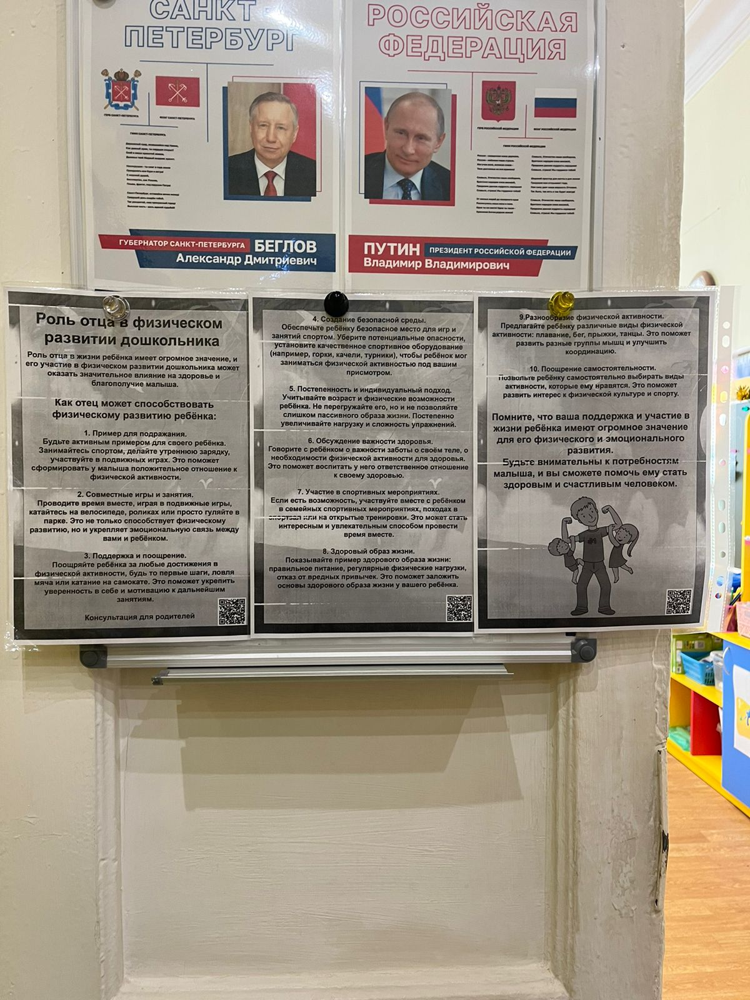 САНКТ-
ПЕТЕРБУРГ
ГЕРБ САНКТ-ПЕТЕРБУРГА
ФЛАГ САНКТ-ПЕТЕРБУРГА
ГИМН САНКТ-ПЕТЕРБУРГА
ГУБЕРНАТОР САНКТ-ПЕТЕРБУРГА БЕГЛОВ
Александр Дмитриевич
РОССИЙСКАЯ
ФЕДЕРАЦИЯ
ГЕРБ РОССИЙСКОЙ ФЕДЕРАЦИИ
ФЛАГ РОССИЙСКОЙ ФЕДЕРАЦИИ
ГИМН РОССИЙСКОЙ ФЕДЕРАЦИИ
ПУТИН ПРЕЗИДЕНТ РОССИЙСКОЙ ФЕДЕРАЦИИ
Владимир Владимирович
Роль отца в физическом
развитии дошкольника
Роль отца в жизни ребёнка имеет огромное значение, и
его участие в физическом развитии дошкольника может
оказать значительное влияние на здоровье и
благополучие малыша.
Как отец может способствовать
физическому развитию ребёнка:
1. Пример для подражания.
Будьте активным примером для своего ребёнка.
Занимайтесь спортом, делайте утреннюю зарядку,
участвуйте в подвижных играх. Это поможет
сформировать у малыша положительное отношение к
физической активности.
2. Совместные игры и занятия.
Проводите время вместе, играя в подвижные игры,
катайтесь на велосипеде, роликах или просто гуляйте в
парке. Это не только способствует физическому
развитию, но и укрепляет эмоциональную связь между
вами и ребёнком.
3. Поддержка и поощрение.
Поощряйте ребёнка за любые достижения в
физической активности, будь то первые шаги, ловля
мяча или катание на самокате. Это поможет укрепить
уверенность в себе и мотивацию к дальнейшим
занятиям.
Консультация для родителей
4. Создание безопасной среды.
Обеспечьте ребёнку безопасное место для игр и
занятий спортом. Уберите потенциальные опасности,
установите качественное спортивное оборудование
(например, горки, качели, турники), чтобы ребёнок мог
заниматься физической активностью под вашим
присмотром.
5. Постепенность и индивидуальный подход.
Учитывайте возраст и физические возможности
ребёнка. Не перегружайте его, но и не позволяйте
слишком пассивного образа жизни. Постепенно
увеличивайте нагрузку и сложность упражнений.
6. Обсуждение важности здоровья.
Говорите с ребёнком о важности заботы о своём теле, о
необходимости физической активности для здоровья.
Это поможет воспитать у него ответственное отношение
к своему здоровью.
7. Участие в спортивных мероприятиях.
Если есть возможность, участвуйте вместе с ребёнком
в семейных спортивных мероприятиях, походах в
спортзал или на открытые тренировки. Это может стать
интересным и увлекательным способом провести
время вместе.
8. Здоровый образ жизни.
Показывайте пример здорового образа жизни:
правильное питание, регулярные физические нагрузки,
отказ от вредных привычек. Это поможет заложить
основы здорового образа жизни у вашего ребёнка.
9.Разнообразие физической активности.
Предлагайте ребёнку различные виды физической
активности: плавание, бег, прыжки, танцы. Это поможет
развить разные группы мышц и улучшить
координацию.
10. Поощрение самостоятельности.
Позвольте ребёнку самостоятельно выбирать виды
активности, которые ему нравятся. Это поможет
развить интерес к физической культуре и спорту.
Помните, что ваша поддержка и участие в
жизни ребёнка имеют огромное значение
для его физического и эмоционального
развития.
Будьте внимательны к потребностям
малыша, и вы сможете помочь ему стать
здоровым и счастливым человеком.
#1